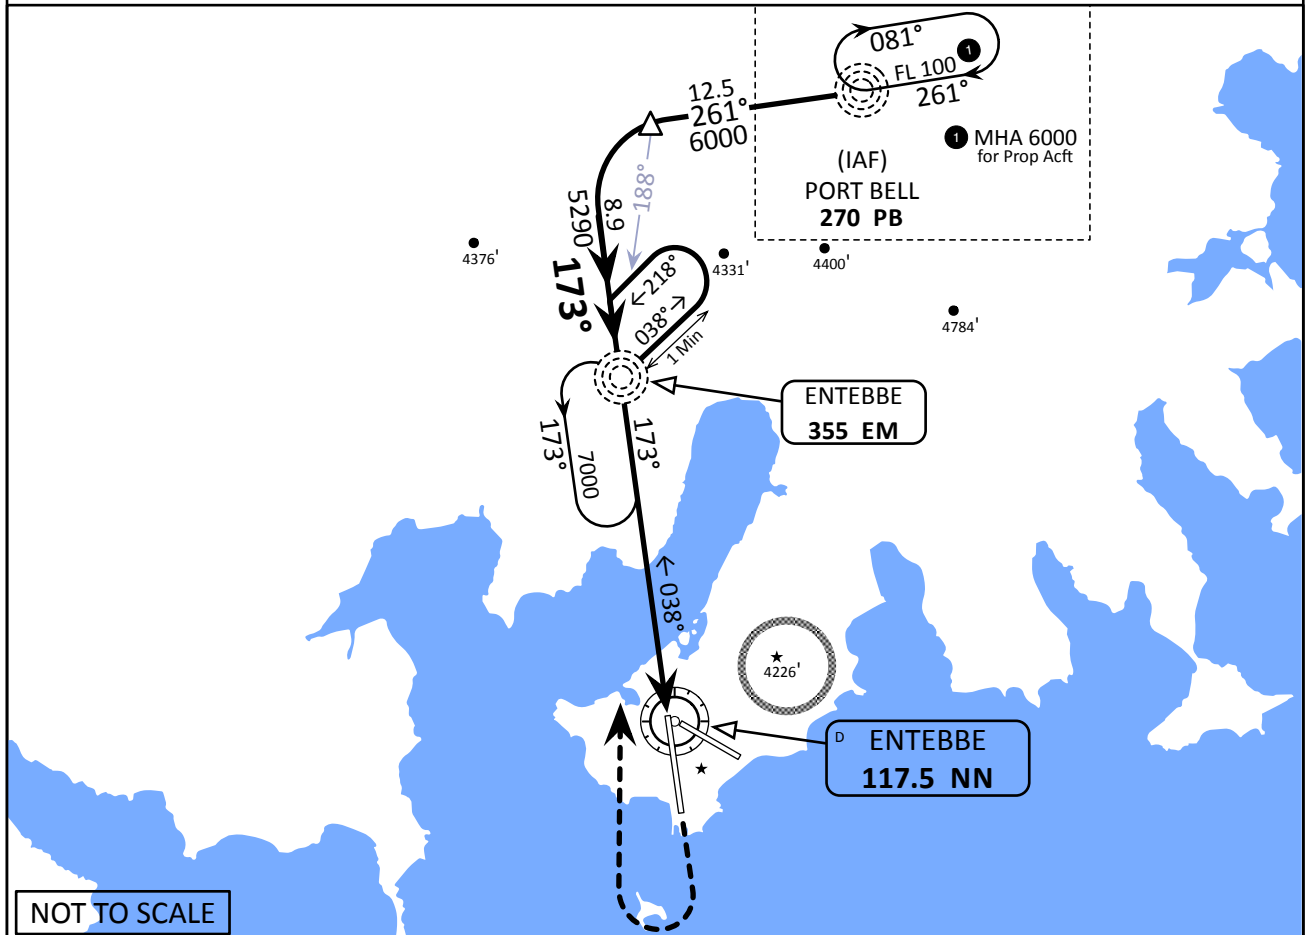 081°
1
FL 100
261°
12.5
261°
6000
1 MHA 6000
for Prop Acft
(IAF)
PORT BELL
270 PB
188°
8.9
5290
173°
4376'
4331'
4400'
4784'
←218°
038°→
1 Min
ENTEBBE
355 EM
173°
7000
173°
←038°
4226'
D ENTEBBE
117.5 NN
NOT TO SCALE